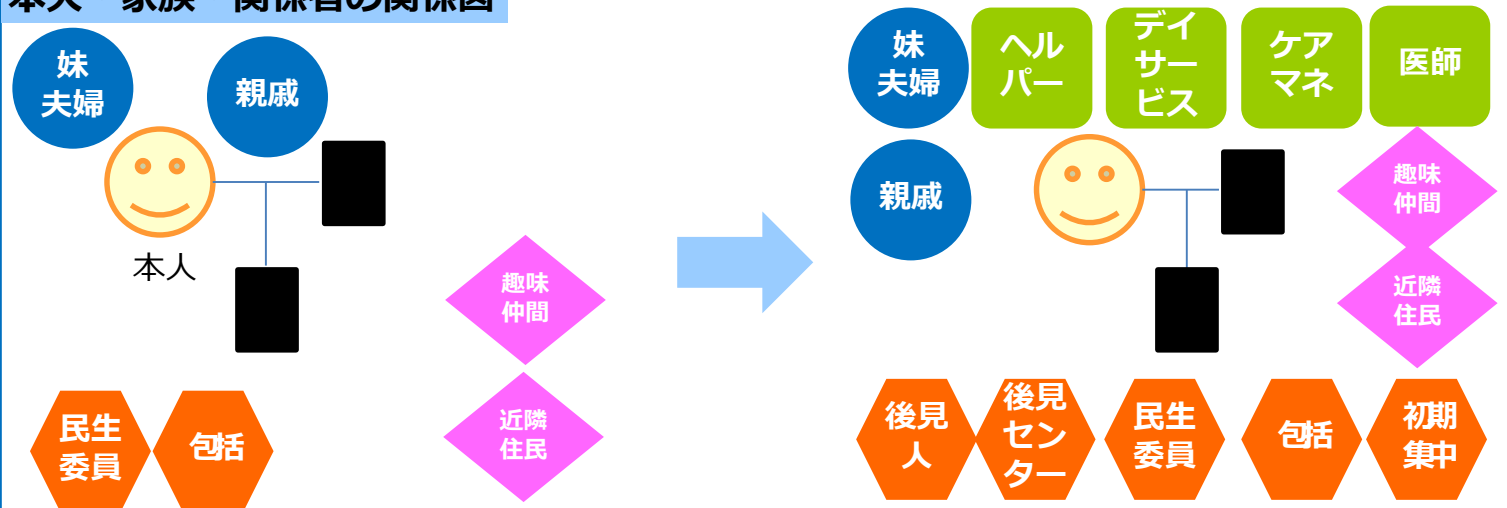 本人 家族 関係者の関係図
妹
夫婦
親戚
本人
趣味
仲間
近隣
住民
民生
委員
包括
妹
夫婦
ヘル
パー
デイ
サー
ビス
ケア
マネ
医師
親戚
趣味
仲間
近隣
住民
後見
人
後見
セン
ター
民生
委員
包括
初期
集中